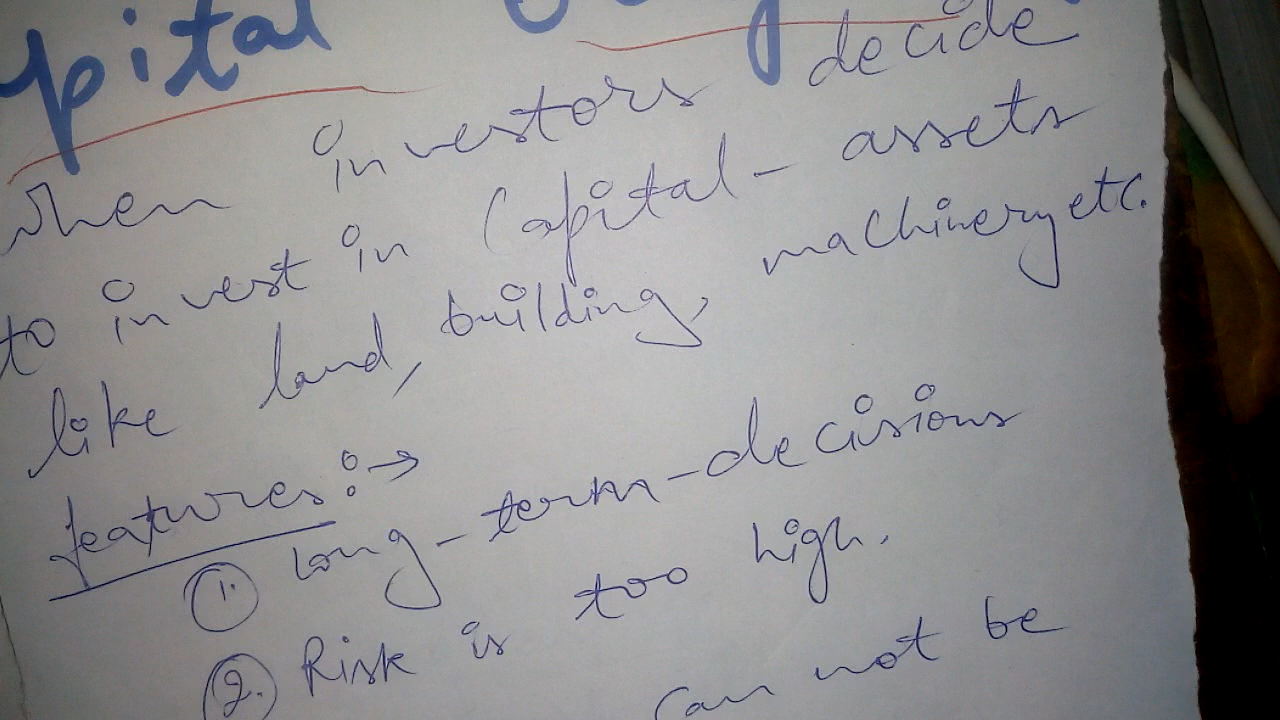 pital
when investors decide
to invest in Capital-assets
like land, building, machinery etc.
features:→
1. Long-term-decisions
2. Risk is too high.
Can not be